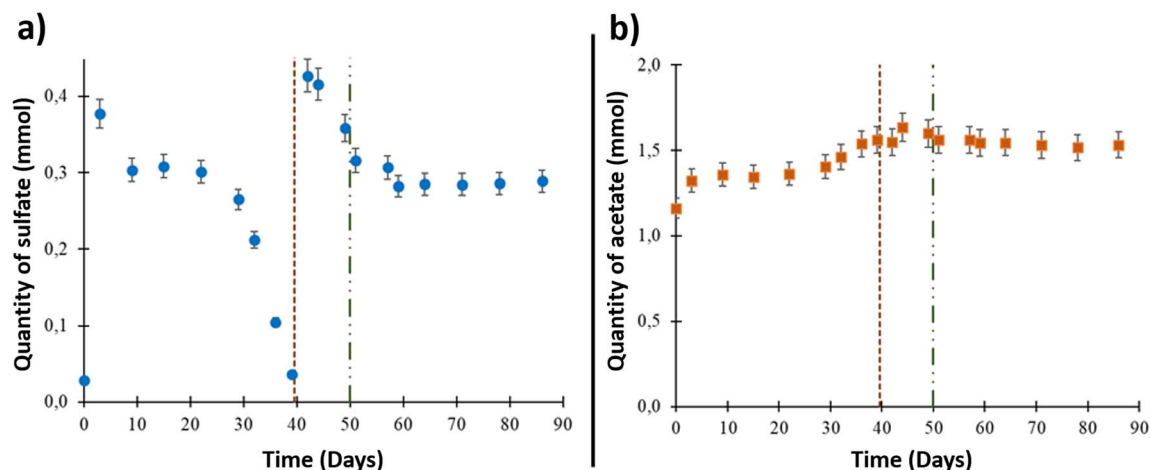 a)
Quantity of sulfate (mmol)
0,4
0,3
0,2
0,1
0,0
0 10 20 30 40 50 60 70 80 90
Time (Days)
b)
Quantity of acetate (mmol)
2,0
1,5
1,0
0,5
0,0
0 10 20 30 40 50 60 70 80 90
Time (Days)